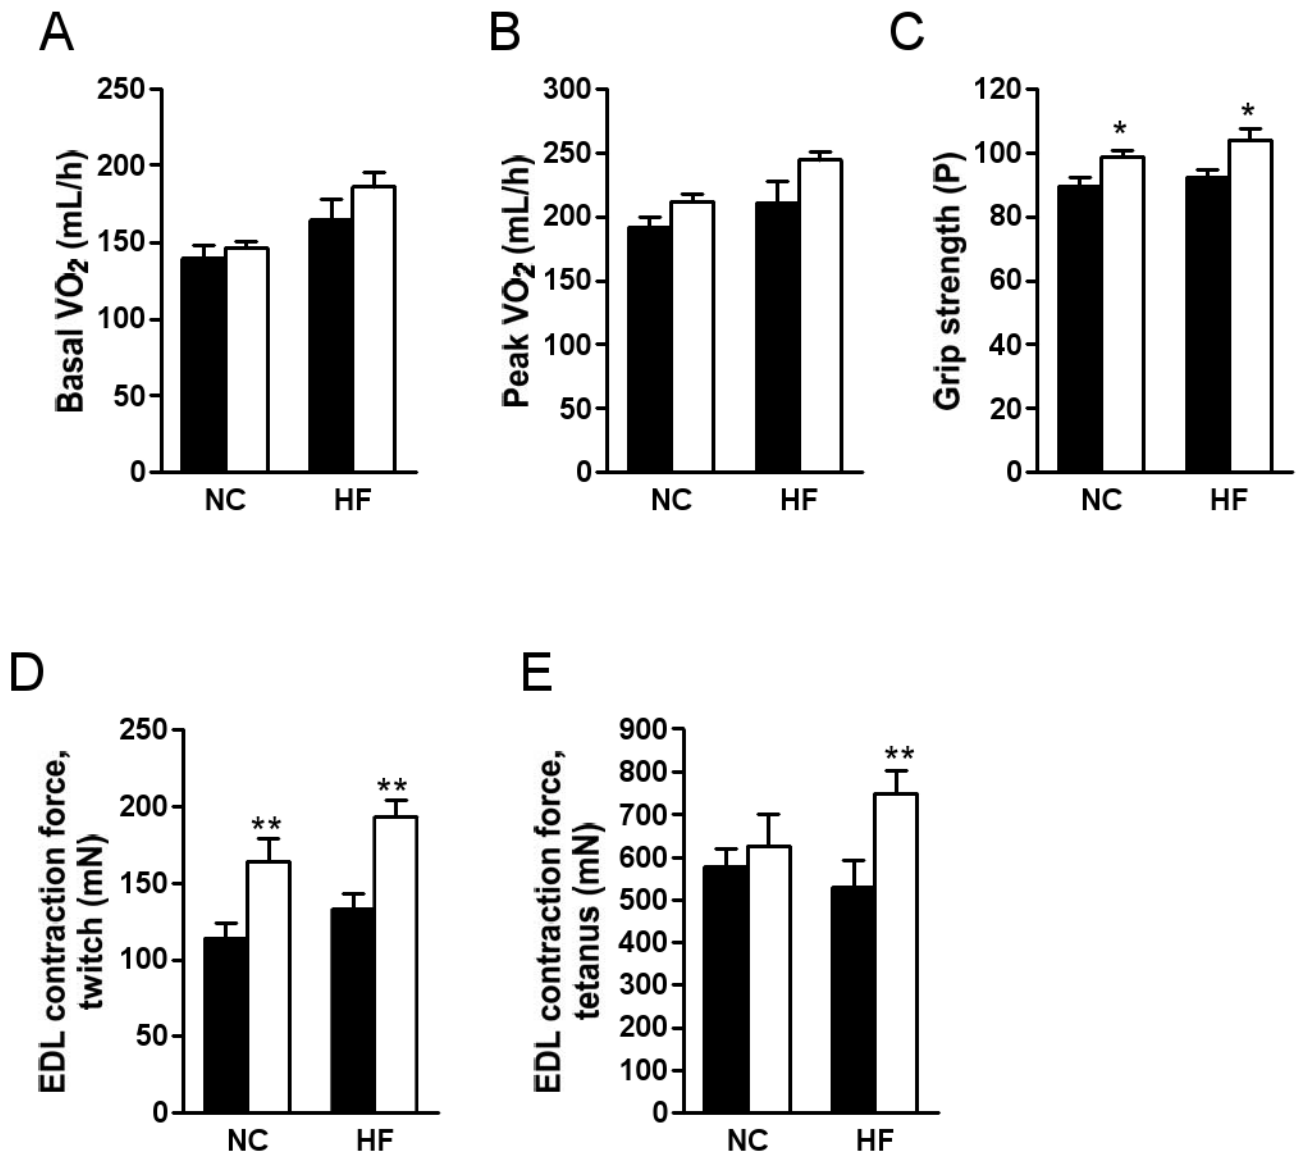 A
Basal VO2 (mL/h)
250
200
150
100
50
0
NC HF
B
Peak VO2 (mL/h)
300
250
200
150
100
50
0
NC HF
C
Grip strength (P)
120
100
80
60
40
20
0
* *
NC HF
D
EDL contraction force,
twitch (mN)
250
200
150
100
50
0
** **
NC HF
E
EDL contraction force,
tetanus (mN)
900
800
700
600
500
400
300
200
100
0
**
NC HF